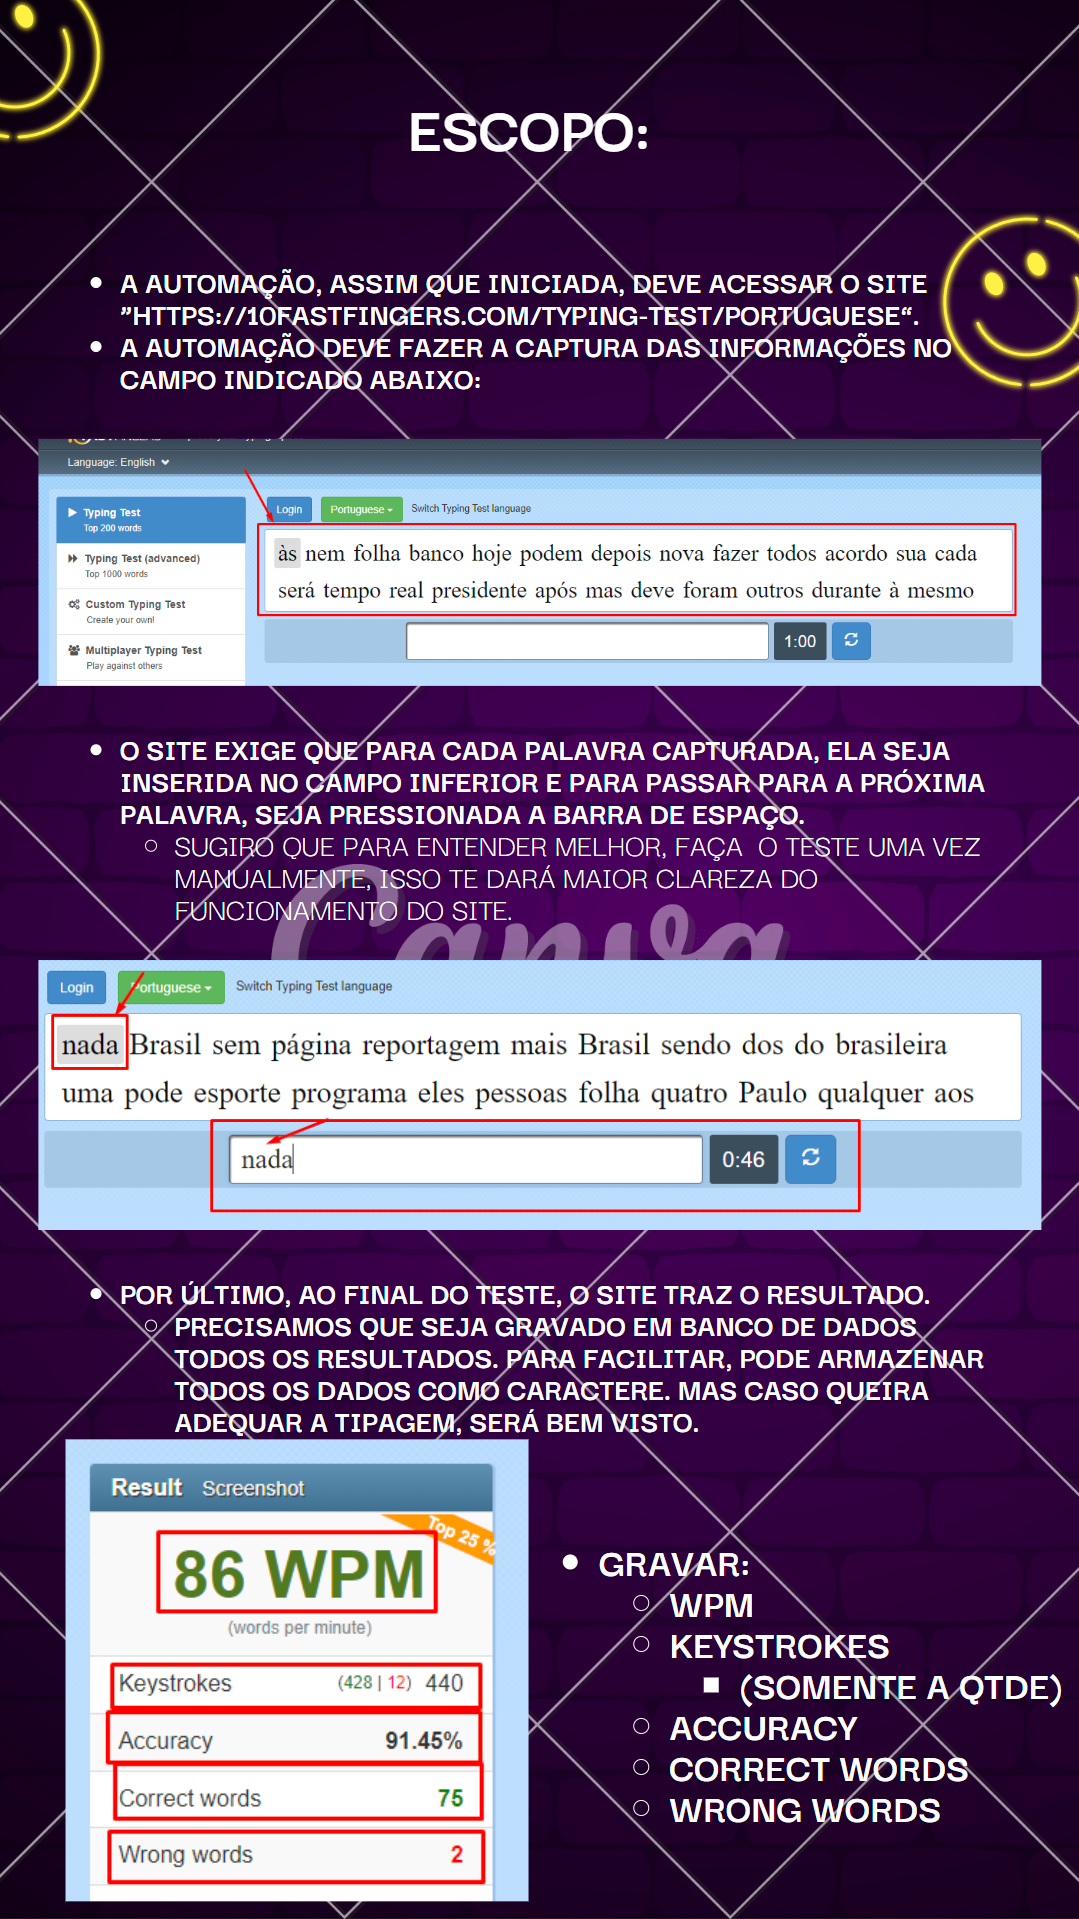 ESCOPO:
A AUTOMAÇÃO, ASSIM QUE INICIADA, DEVE ACESSAR O SITE
"HTTPS://10FASTFINGERS.COM/TYPING-TEST/PORTUGUESE“.
A AUTOMAÇÃO DEVE FAZER A CAPTURA DAS INFORMAÇÕES NO
CAMPO INDICADO ABAIXO:
Language: English
Typing Test
Top 200 words
Typing Test (advanced)
Top 1000 words
Custom Typing Test
Create your own!
Multiplayer Typing Test
Play against others
Login Portuguese Switch Typing Test language
às nem folha banco hoje podem depois nova fazer todos acordo sua cada
será tempo real presidente após mas deve foram outros durante à mesmo
1:00
O SITE EXIGE QUE PARA CADA PALAVRA CAPTURADA, ELA SEJA
INSERIDA NO CAMPO INFERIOR E PARA PASSAR PARA A PRÓXIMA
PALAVRA, SEJA PRESSIONADA A BARRA DE ESPAÇO.
SUGIRO QUE PARA ENTENDER MELHOR, FAÇA O TESTE UMA VEZ
MANUALMENTE, ISSO TE DARÁ MAIOR CLAREZA DO
FUNCIONAMENTO DO SITE.
Canva
Login Portuguese Switch Typing Test language
nada Brasil sem página reportagem mais Brasil sendo dos do brasileira
uma pode esporte programa eles pessoas folha quatro Paulo qualquer aos
nada 0:46
POR ÚLTIMO, AO FINAL DO TESTE, O SITE TRAZ O RESULTADO.
PRECISAMOS QUE SEJA GRAVADO EM BANCO DE DADOS
TODOS OS RESULTADOS. PARA FACILITAR, PODE ARMAZENAR
TODOS OS DADOS COMO CARACTERE. MAS CASO QUEIRA
ADEQUAR A TIPAGEM, SERÁ BEM VISTO.
Result Screenshot
Top 25 %
86 WPM
(words per minute)
Keystrokes (428 | 12) 440
Accuracy 91.45%
Correct words 75
Wrong words 2
GRAVAR:
WPM
KEYSTROKES
(SOMENTE A QTDE)
ACCURACY
CORRECT WORDS
WRONG WORDS